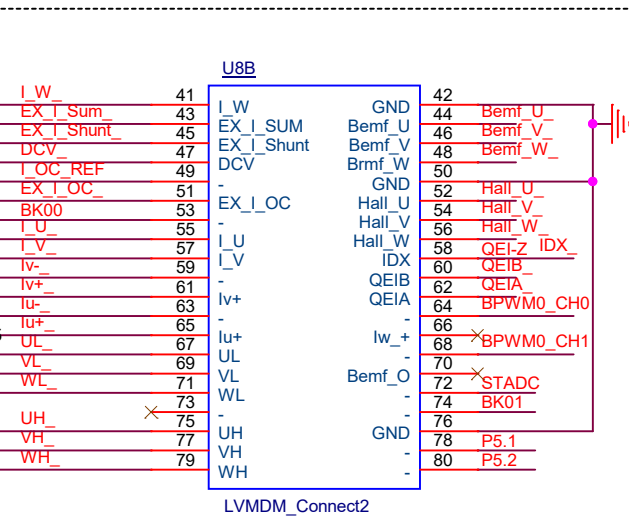 U8B
I_W_ 41 I_W GND 42
EX_I_Sum_ 43 EX_I_SUM Bemf_U 44 Bemf_U_
EX_I_Shunt_ 45 EX_I_Shunt Bemf_V 46 Bemf_V_
DCV_ 47 DCV Brmf_W 48 Bemf_W_
I_OC_REF 49 - GND 50
EX_I_OC_ 51 EX_I_OC Hall_U 52 Hall_U_
BK00 53 - Hall_V 54 Hall_V_
I_U_ 55 I_U Hall_W 56 Hall_W_
I_V_ 57 I_V IDX 58 QEI-Z IDX_
Iv-_ 59 - QEIB 60 QEIB_
Iv+_ 61 Iv+ QEIA 62 QEIA_
Iu-_ 63 - - 64 BPWM0_CH0
Iu+_ 65 Iu+ Iw_+ 66
UL_ 67 UL - 68 BPWM0_CH1
VL_ 69 VL Bemf_O 70
WL_ 71 WL - 72 STADC
73 - - 74 BK01
UH_ 75 UH GND 76
VH_ 77 VH - 78 P5.1
WH_ 79 WH - 80 P5.2
LVMDM_Connect2